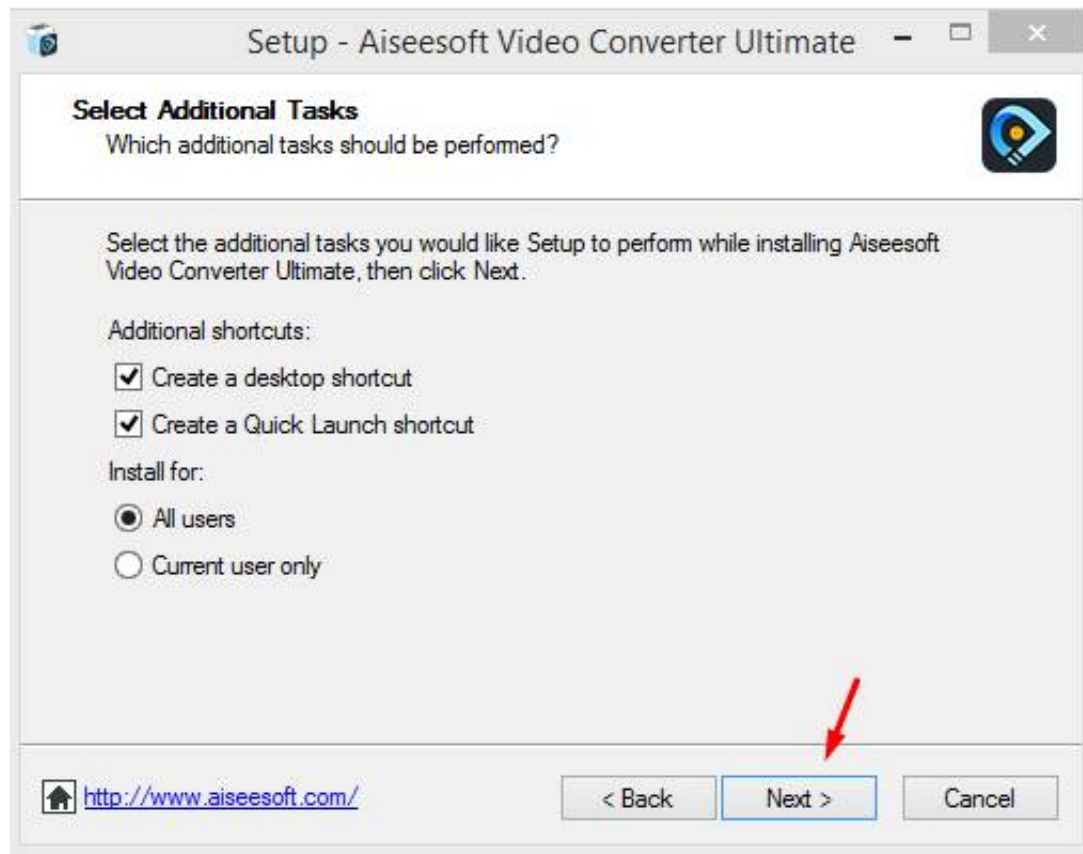 Setup - Aiseesoft Video Converter Ultimate
Select Additional Tasks
Which additional tasks should be performed?
Select the additional tasks you would like Setup to perform while installing Aiseesoft
Video Converter Ultimate, then click Next.
Additional shortcuts:
Create a desktop shortcut
Create a Quick Launch shortcut
Install for:
All users
Current user only
http://www.aiseesoft.com/
< Back
Next >
Cancel